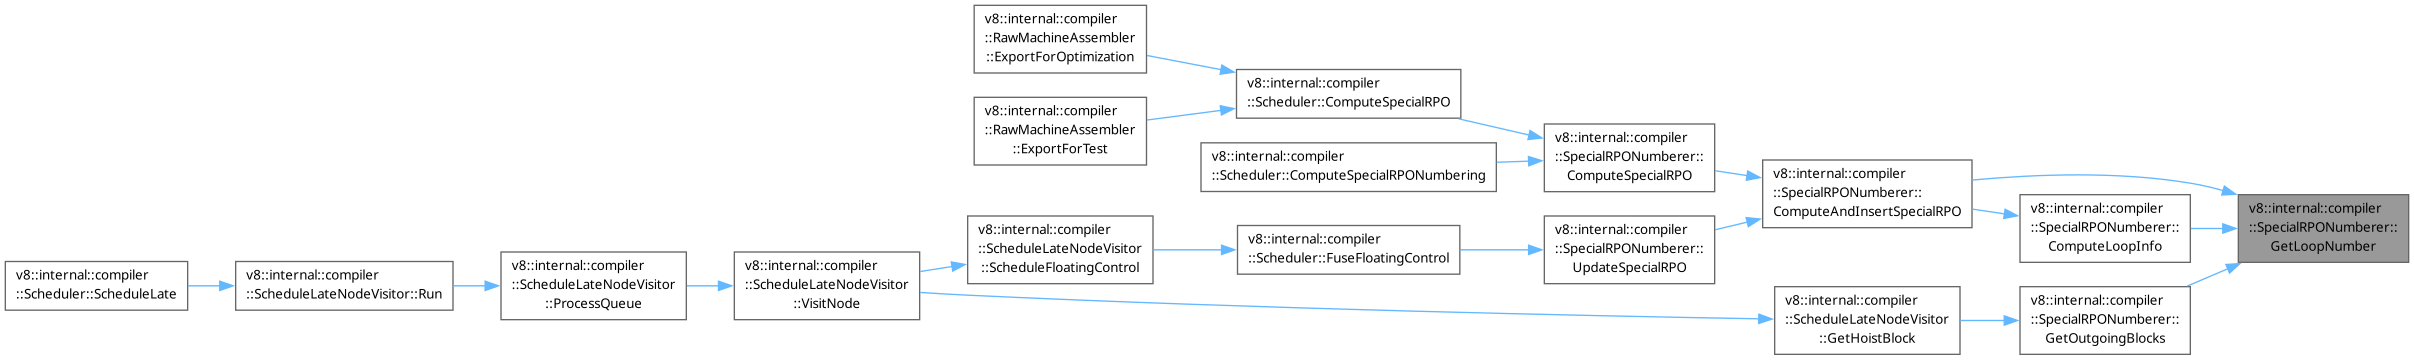 v8::internal::compiler
::RawMachineAssembler
::ExportForOptimization
v8::internal::compiler
::Scheduler::ComputeSpecialRPO
v8::internal::compiler
::RawMachineAssembler
::ExportForTest
v8::internal::compiler
::SpecialRPONumberer::
ComputeSpecialRPO
v8::internal::compiler
::Scheduler::ComputeSpecialRPONumbering
v8::internal::compiler
::SpecialRPONumberer::
ComputeAndInsertSpecialRPO
v8::internal::compiler
::SpecialRPONumberer::
ComputeLoopInfo
v8::internal::compiler
::SpecialRPONumberer::
GetLoopNumber
v8::internal::compiler
::ScheduleLateNodeVisitor
::ScheduleFloatingControl
v8::internal::compiler
::Scheduler::FuseFloatingControl
v8::internal::compiler
::SpecialRPONumberer::
UpdateSpecialRPO
v8::internal::compiler
::Scheduler::ScheduleLate
v8::internal::compiler
::ScheduleLateNodeVisitor::Run
v8::internal::compiler
::ScheduleLateNodeVisitor
::ProcessQueue
v8::internal::compiler
::ScheduleLateNodeVisitor
::VisitNode
v8::internal::compiler
::ScheduleLateNodeVisitor
::GetHoistBlock
v8::internal::compiler
::SpecialRPONumberer::
GetOutgoingBlocks